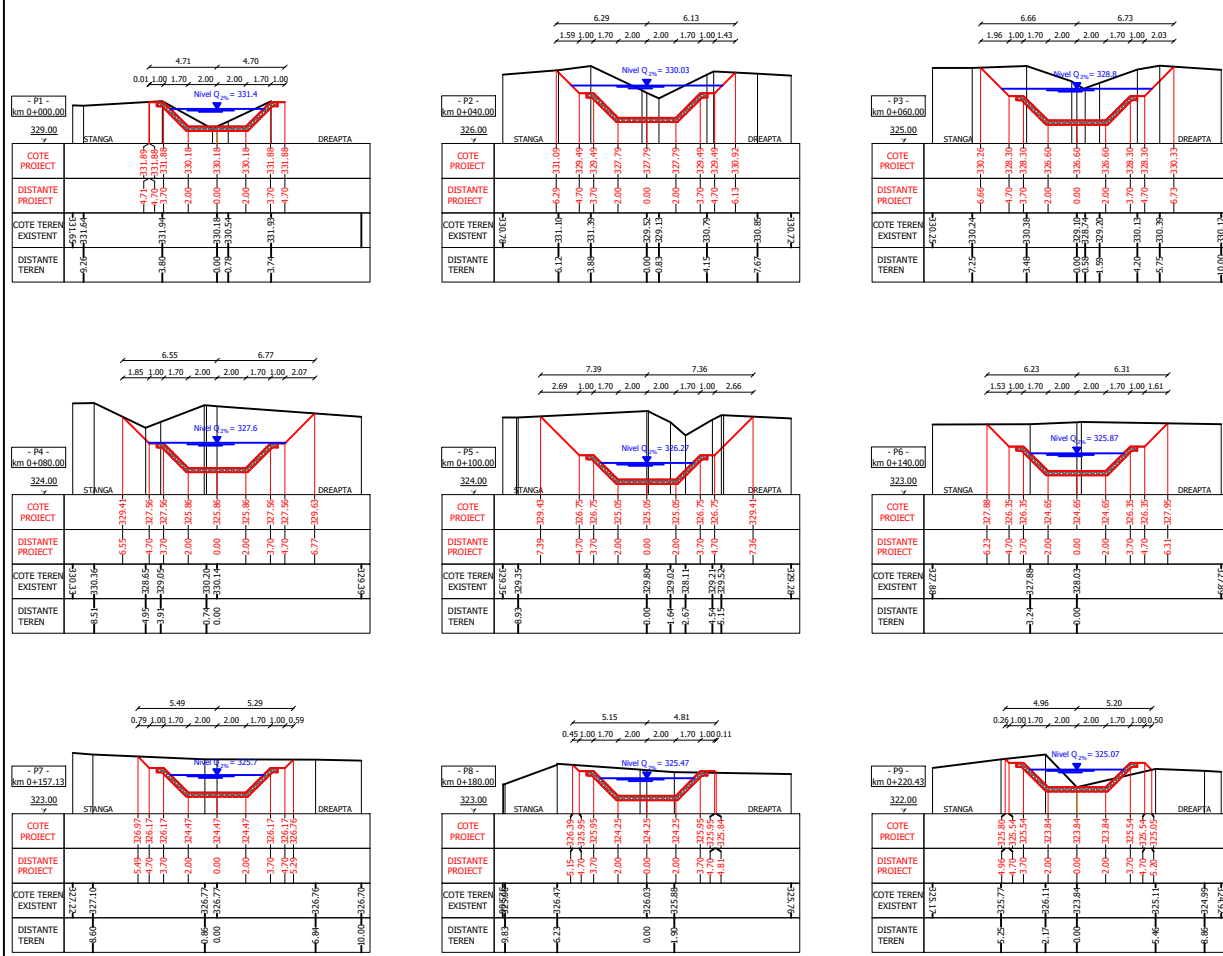 4.71 4.70
0.01 1.00 1.70 2.00 2.00 1.70 1.00
Nivel Q2% = 331.4
- P1 -
km 0+000.00
329.00
STANGA DREAPTA
COTE PROIECT 331.89 331.88 331.88 330.18 330.18 330.18 331.88 331.88
DISTANTE PROIECT 4.71 4.70 3.70 2.00 0.00 2.00 3.70 4.70
COTE TEREN EXISTENT 331.65 331.64 331.94 330.18 330.54 331.93
DISTANTE TEREN 9.26 3.80 0.00 0.78 3.74
6.29 6.13
1.59 1.00 1.70 2.00 2.00 1.70 1.00 1.43
Nivel Q2% = 330.03
- P2 -
km 0+040.00
326.00
STANGA DREAPTA
COTE PROIECT 331.09 329.49 329.49 327.79 327.79 327.79 329.49 329.49 330.92
DISTANTE PROIECT 6.29 4.70 3.70 2.00 0.00 2.00 3.70 4.70 6.13
COTE TEREN EXISTENT 330.78 331.10 331.39 329.52 329.13 330.79 330.85 330.72
DISTANTE TEREN 6.12 3.88 0.00 0.83 4.15 7.67
6.66 6.73
1.96 1.00 1.70 2.00 2.00 1.70 1.00 2.03
Nivel Q2% = 328.8
- P3 -
km 0+060.00
325.00
STANGA DREAPTA
COTE PROIECT 330.26 328.30 328.30 326.60 326.60 326.60 328.30 328.30 330.33
DISTANTE PROIECT 6.66 4.70 3.70 2.00 0.00 2.00 3.70 4.70 6.73
COTE TEREN EXISTENT 330.25 330.24 330.38 329.10 328.74 329.20 330.13 330.39 330.12
DISTANTE TEREN 7.25 3.48 0.00 0.58 1.59 4.20 5.75 10.00
6.55 6.77
1.85 1.00 1.70 2.00 2.00 1.70 1.00 2.07
Nivel Q2% = 327.6
- P4 -
km 0+080.00
324.00
STANGA DREAPTA
COTE PROIECT 329.41 327.56 327.56 325.86 325.86 325.86 327.56 327.56 329.63
DISTANTE PROIECT 6.55 4.70 3.70 2.00 0.00 2.00 3.70 4.70 6.77
COTE TEREN EXISTENT 330.33 330.36 328.65 329.05 330.20 330.14 329.39
DISTANTE TEREN 8.51 4.95 3.91 0.74 0.00
7.39 7.36
2.69 1.00 1.70 2.00 2.00 1.70 1.00 2.66
Nivel Q2% = 326.27
- P5 -
km 0+100.00
324.00
STANGA DREAPTA
COTE PROIECT 329.43 326.75 326.75 325.05 325.05 325.05 326.75 326.75 329.41
DISTANTE PROIECT 7.39 4.70 3.70 2.00 0.00 2.00 3.70 4.70 7.36
COTE TEREN EXISTENT 329.35 329.35 329.80 329.02 328.11 329.21 329.52 329.28
DISTANTE TEREN 8.93 0.00 1.64 2.67 4.54 5.15
6.23 6.31
1.53 1.00 1.70 2.00 2.00 1.70 1.00 1.61
Nivel Q2% = 325.87
- P6 -
km 0+140.00
323.00
STANGA DREAPTA
COTE PROIECT 327.88 326.35 326.35 324.65 324.65 324.65 326.35 326.35 327.95
DISTANTE PROIECT 6.23 4.70 3.70 2.00 0.00 2.00 3.70 4.70 6.31
COTE TEREN EXISTENT 327.88 327.88 328.03
DISTANTE TEREN 3.24 0.00
5.49 5.29
0.79 1.00 1.70 2.00 2.00 1.70 1.00 0.59
Nivel Q2% = 325.7
- P7 -
km 0+157.13
323.00
STANGA DREAPTA
COTE PROIECT 326.97 326.17 326.17 324.47 324.47 324.47 326.17 326.17 326.76
DISTANTE PROIECT 5.49 4.70 3.70 2.00 0.00 2.00 3.70 4.70 5.29
COTE TEREN EXISTENT 327.22 327.10 326.77 326.77 326.76 326.70
DISTANTE TEREN 8.60 0.86 0.00 6.84 10.00
5.15 4.81
0.45 1.00 1.70 2.00 2.00 1.70 1.00 0.11
Nivel Q2% = 325.47
- P8 -
km 0+180.00
323.00
STANGA DREAPTA
COTE PROIECT 326.39 325.95 325.95 324.25 324.25 324.25 325.95 325.95 325.84
DISTANTE PROIECT 5.15 4.70 3.70 2.00 0.00 2.00 3.70 4.70 4.81
COTE TEREN EXISTENT 326.47 326.03 325.88 325.76
DISTANTE TEREN 9.83 6.23 0.00 1.90
4.96 5.20
0.26 1.00 1.70 2.00 2.00 1.70 1.00 0.50
Nivel Q2% = 325.07
- P9 -
km 0+220.43
322.00
STANGA DREAPTA
COTE PROIECT 325.80 325.54 325.54 323.84 323.84 323.84 325.54 325.54 325.05
DISTANTE PROIECT 4.96 4.70 3.70 2.00 0.00 2.00 3.70 4.70 5.20
COTE TEREN EXISTENT 325.17 325.77 326.11 323.84 325.11 324.99
DISTANTE TEREN 5.25 2.17 0.00 5.46 8.86